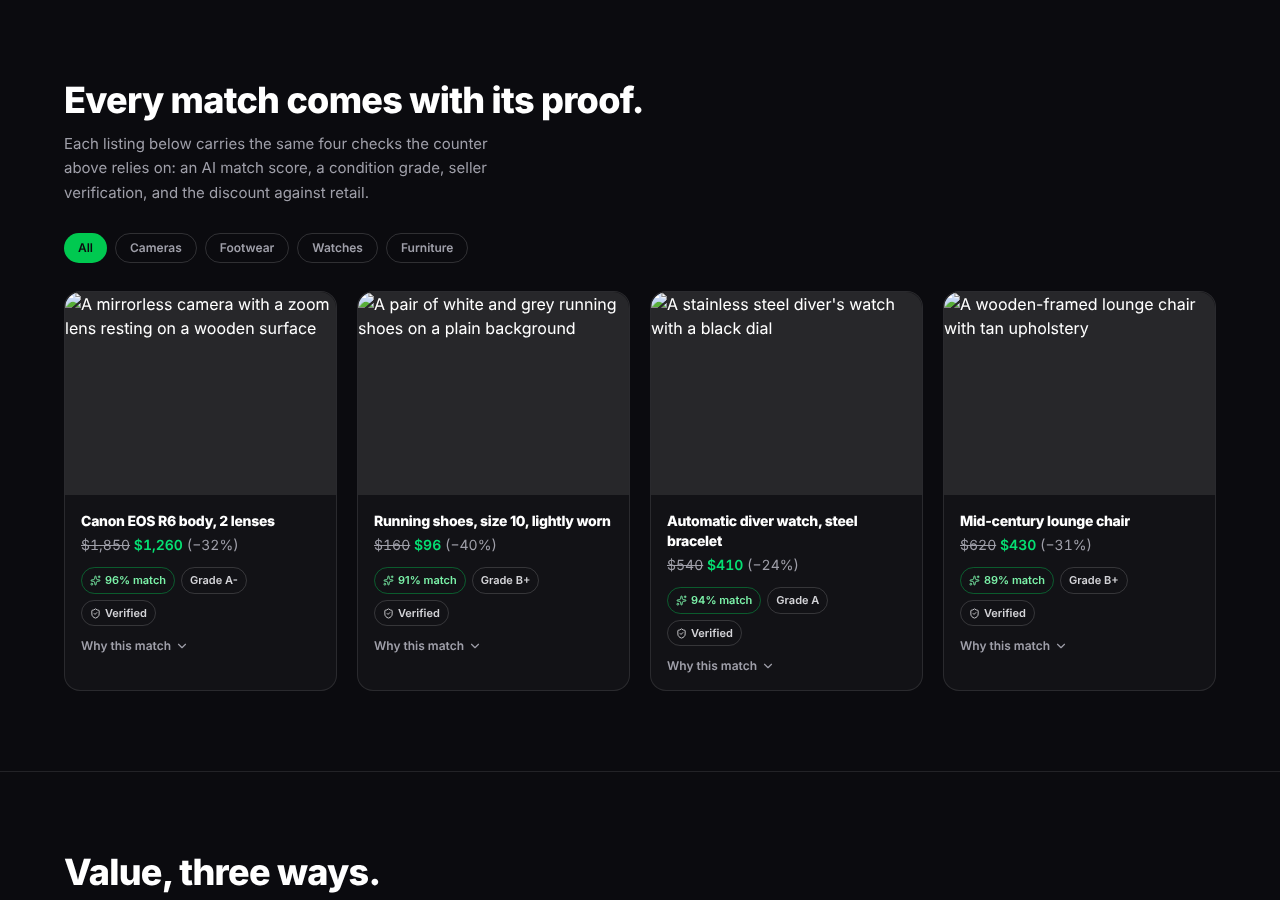 Every match comes with its proof.
Each listing below carries the same four checks the counter
above relies on: an AI match score, a condition grade, seller
verification, and the discount against retail.
All
Cameras
Footwear
Watches
Furniture
A mirrorless camera with a zoom
lens resting on a wooden surface
Canon EOS R6 body, 2 lenses
$1,850 $1,260 (−32%)
96% match
Grade A-
Verified
Why this match
A pair of white and grey running
shoes on a plain background
Running shoes, size 10, lightly worn
$160 $96 (−40%)
91% match
Grade B+
Verified
Why this match
A stainless steel diver's watch
with a black dial
Automatic diver watch, steel
bracelet
$540 $410 (−24%)
94% match
Grade A
Verified
Why this match
A wooden-framed lounge chair
with tan upholstery
Mid-century lounge chair
$620 $430 (−31%)
89% match
Grade B+
Verified
Why this match
Value, three ways.